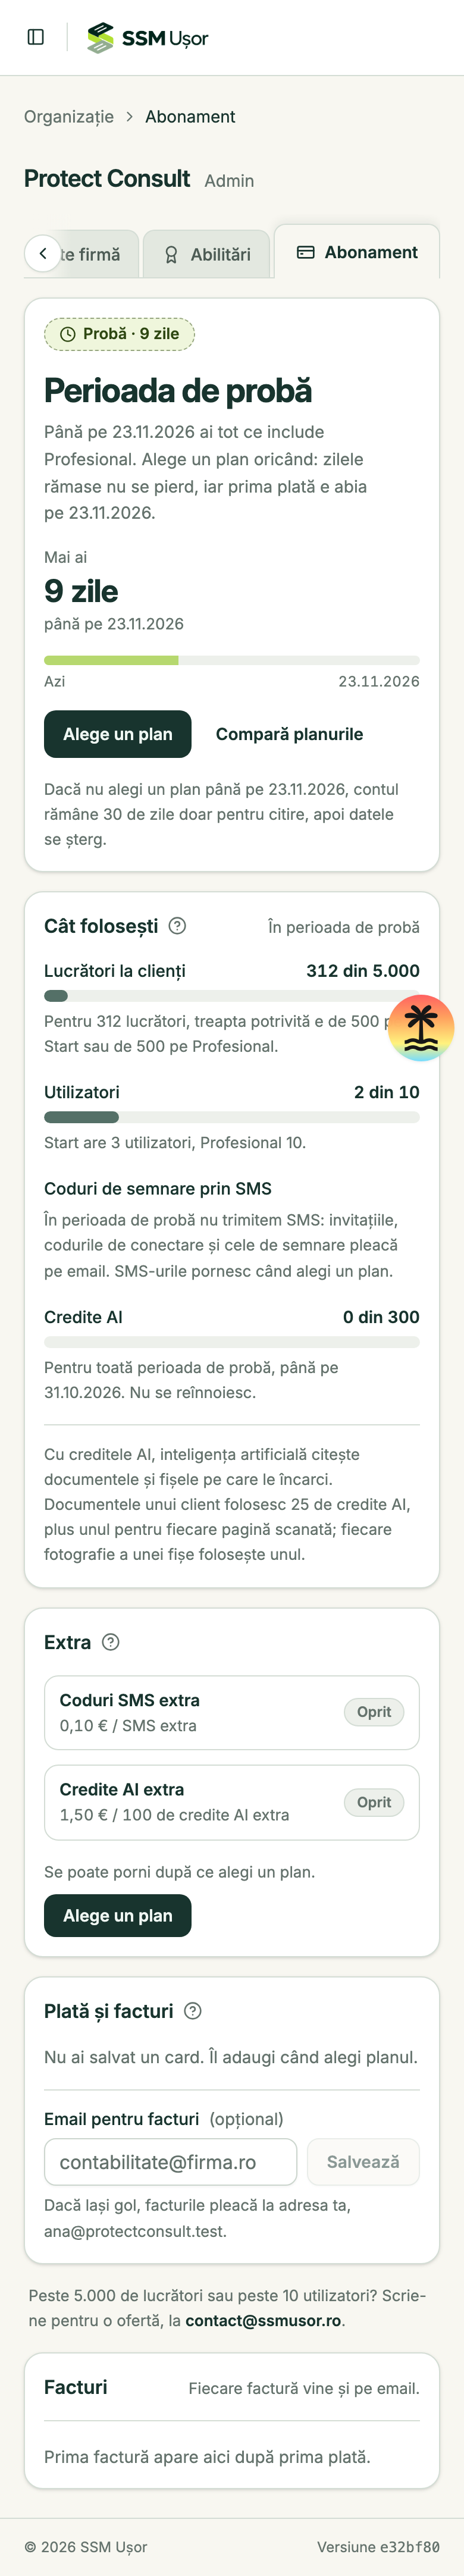 SSM Ușor
Organizație > Abonament
Protect Consult Admin
te firmă
Abilitări
Abonament
Probă · 9 zile
Perioada de probă
Până pe 23.11.2026 ai tot ce include
Profesional. Alege un plan oricând: zilele
rămase nu se pierd, iar prima plată e abia
pe 23.11.2026.
Mai ai
9 zile
până pe 23.11.2026
Azi 23.11.2026
Alege un plan Compară planurile
Dacă nu alegi un plan până pe 23.11.2026, contul
rămâne 30 de zile doar pentru citire, apoi datele
se șterg.
Cât folosești În perioada de probă
Lucrători la clienți 312 din 5.000
Pentru 312 lucrători, treapta potrivită e de 500
Start sau de 500 pe Profesional.
Utilizatori 2 din 10
Start are 3 utilizatori, Profesional 10.
Coduri de semnare prin SMS
În perioada de probă nu trimitem SMS: invitațiile,
codurile de conectare și cele de semnare pleacă
pe email. SMS-urile pornesc când alegi un plan.
Credite AI 0 din 300
Pentru toată perioada de probă, până pe
31.10.2026. Nu se reînnoiesc.
Cu creditele AI, inteligența artificială citește
documentele și fișele pe care le încarci.
Documentele unui client folosesc 25 de credite AI,
plus unul pentru fiecare pagină scanată; fiecare
fotografie a unei fișe folosește unul.
Extra
Coduri SMS extra
0,10 € / SMS extra
Oprit
Credite AI extra
1,50 € / 100 de credite AI extra
Oprit
Se poate porni după ce alegi un plan.
Alege un plan
Plată și facturi
Nu ai salvat un card. Îl adaugi când alegi planul.
Email pentru facturi (opțional)
contabilitate@firma.ro Salvează
Dacă lași gol, facturile pleacă la adresa ta,
ana@protectconsult.test.
Peste 5.000 de lucrători sau peste 10 utilizatori? Scrie-
ne pentru o ofertă, la contact@ssmusor.ro.
Facturi Fiecare factură vine și pe email.
Prima factură apare aici după prima plată.
© 2026 SSM Ușor Versiune e32bf80